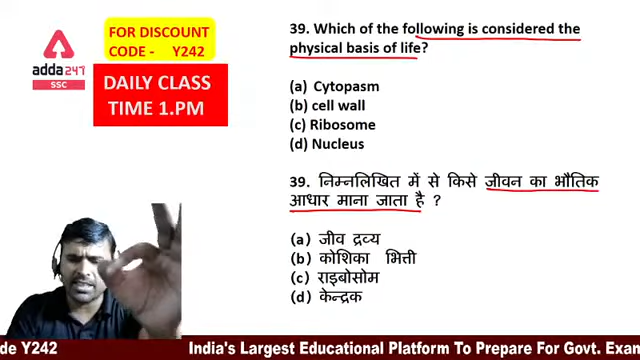 adda247
SSC
FOR DISCOUNT
CODE - Y242
DAILY CLASS
TIME 1.PM
39. Which of the following is considered the
physical basis of life?
(a) Cytopasm
(b) cell wall
(c) Ribosome
(d) Nucleus
39. निम्नलिखित में से किसे जीवन का भौतिक
आधार माना जाता है ?
(a) जीव द्रव्य
(b) कोशिका भित्ती
(c) राइबोसोम
(d) केन्द्रक
de Y242 India's Largest Educational Platform To Prepare For Govt. Exan